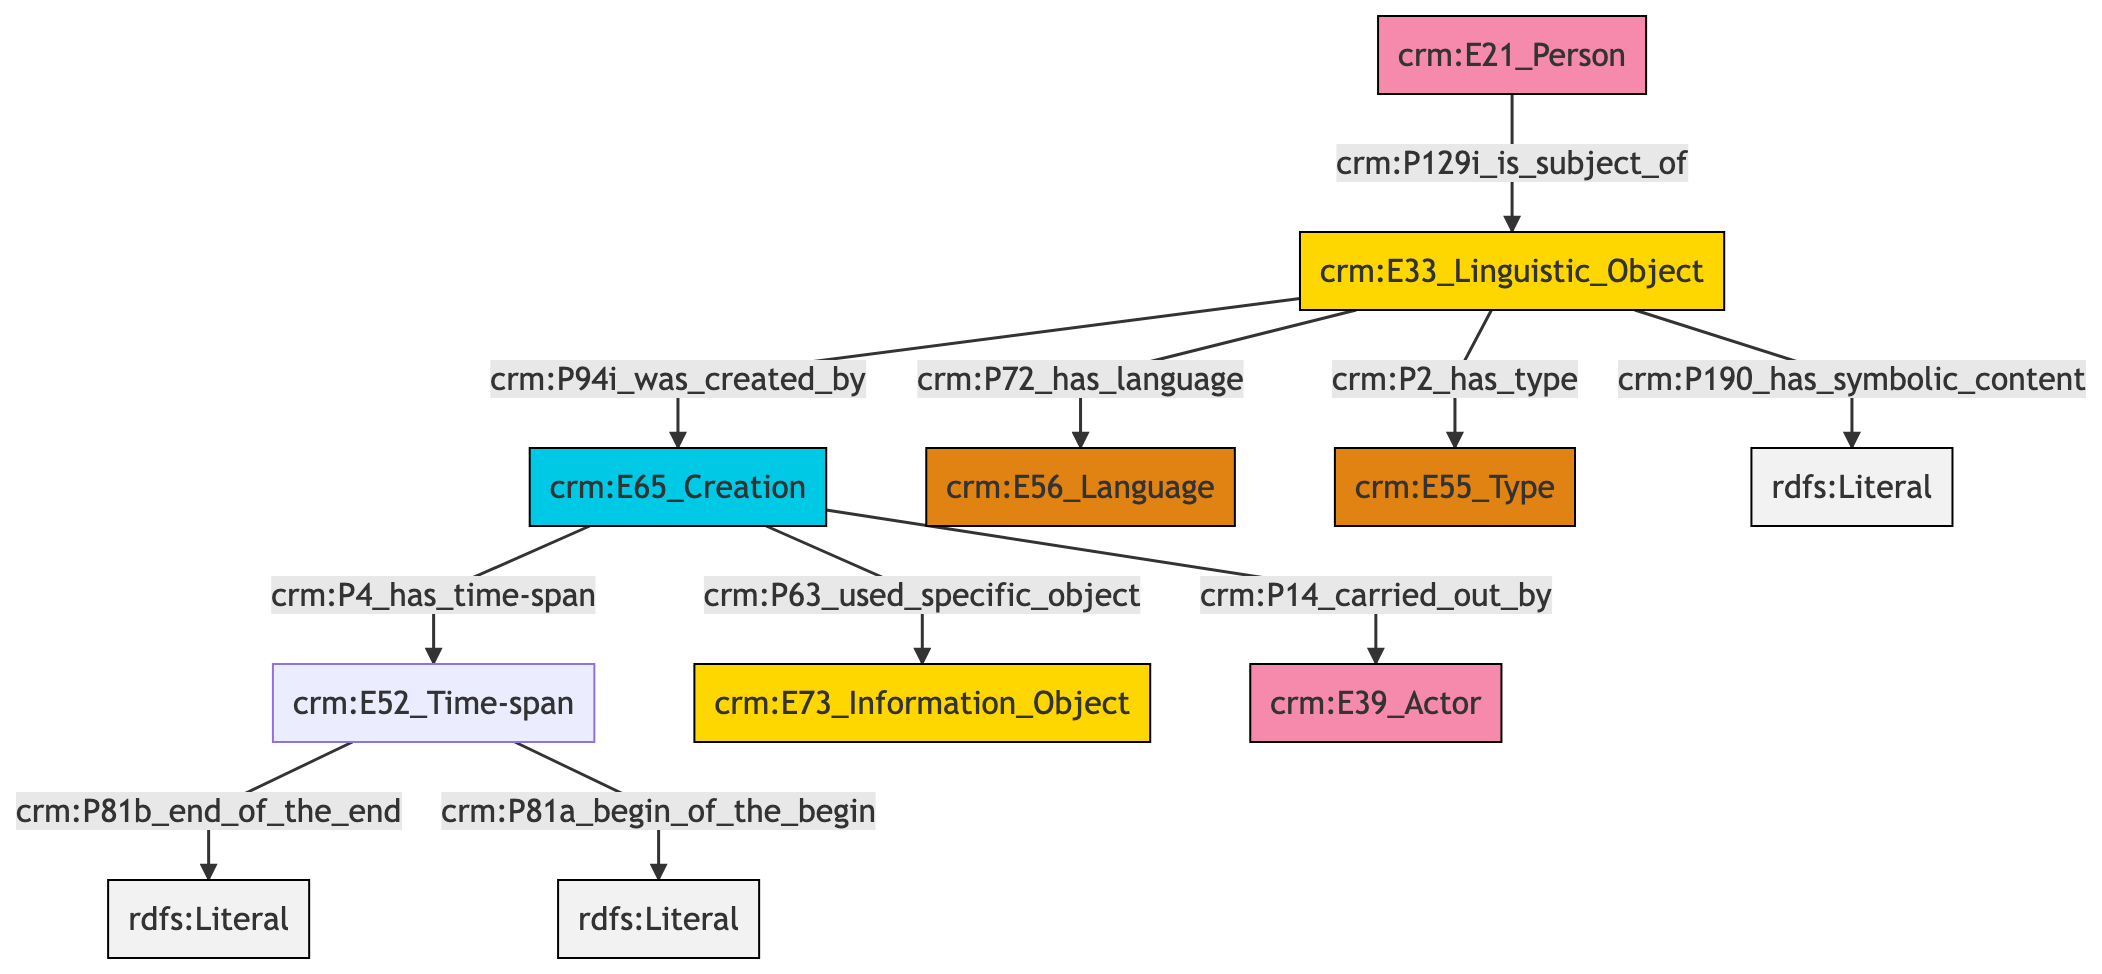 crm:E21_Person
crm:P129i_is_subject_of
crm:E33_Linguistic_Object
crm:P94i_was_created_by
crm:P72_has_language
crm:P2_has_type
crm:P190_has_symbolic_content
crm:E65_Creation
crm:E56_Language
crm:E55_Type
rdfs:Literal
crm:P4_has_time-span
crm:P63_used_specific_object
crm:P14_carried_out_by
crm:E52_Time-span
crm:E73_Information_Object
crm:E39_Actor
crm:P81b_end_of_the_end
crm:P81a_begin_of_the_begin
rdfs:Literal
rdfs:Literal